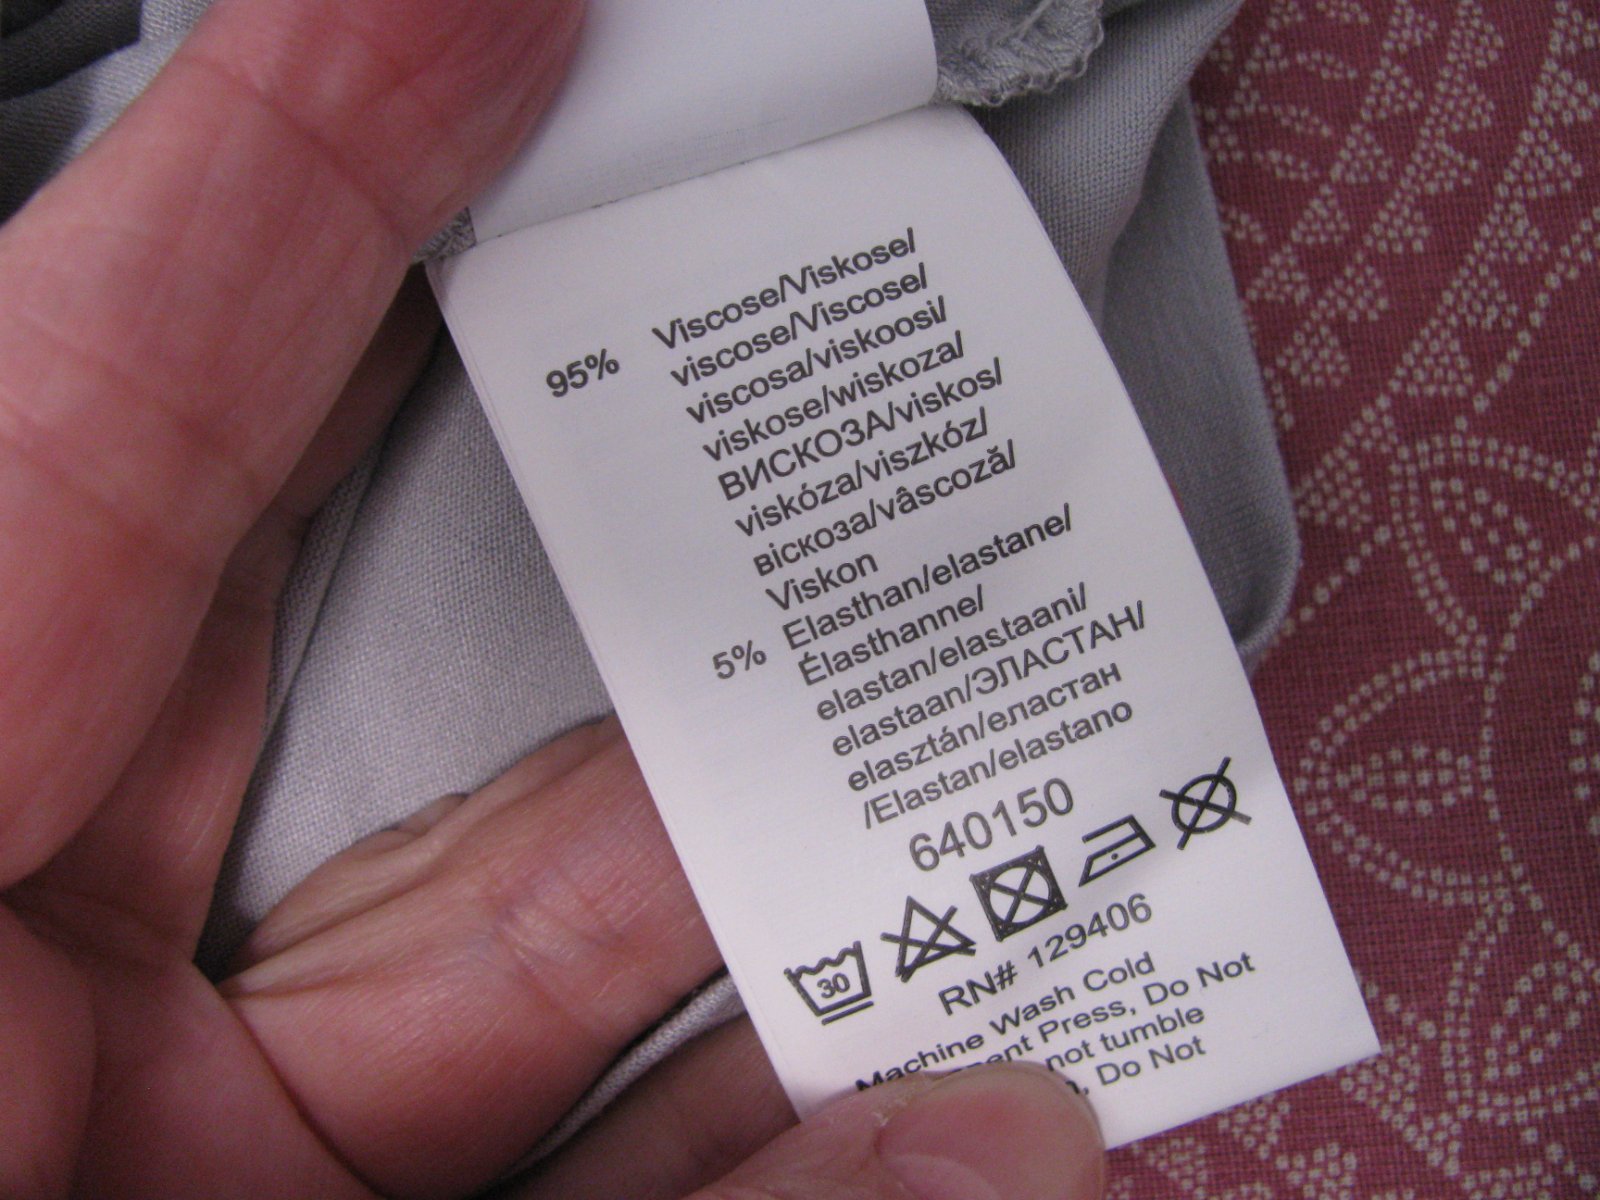 95% Viscose/Viskose/
viscose/Viscose/
viscosa/viskoosi/
viskose/wiskoza/
ВИСКОЗА/viskos/
viskóza/viszkóz/
віскоза/vâscoză/
Viskon
5% Elasthan/elastane/
Élasthanne/
elastan/elastaani/
elastaan/ЭЛАСТАН/
elasztán/еластан
/Elastan/elastano
640150
30
RN# 129406
Machine Wash Cold
Press, Do Not
not tumble
Do Not